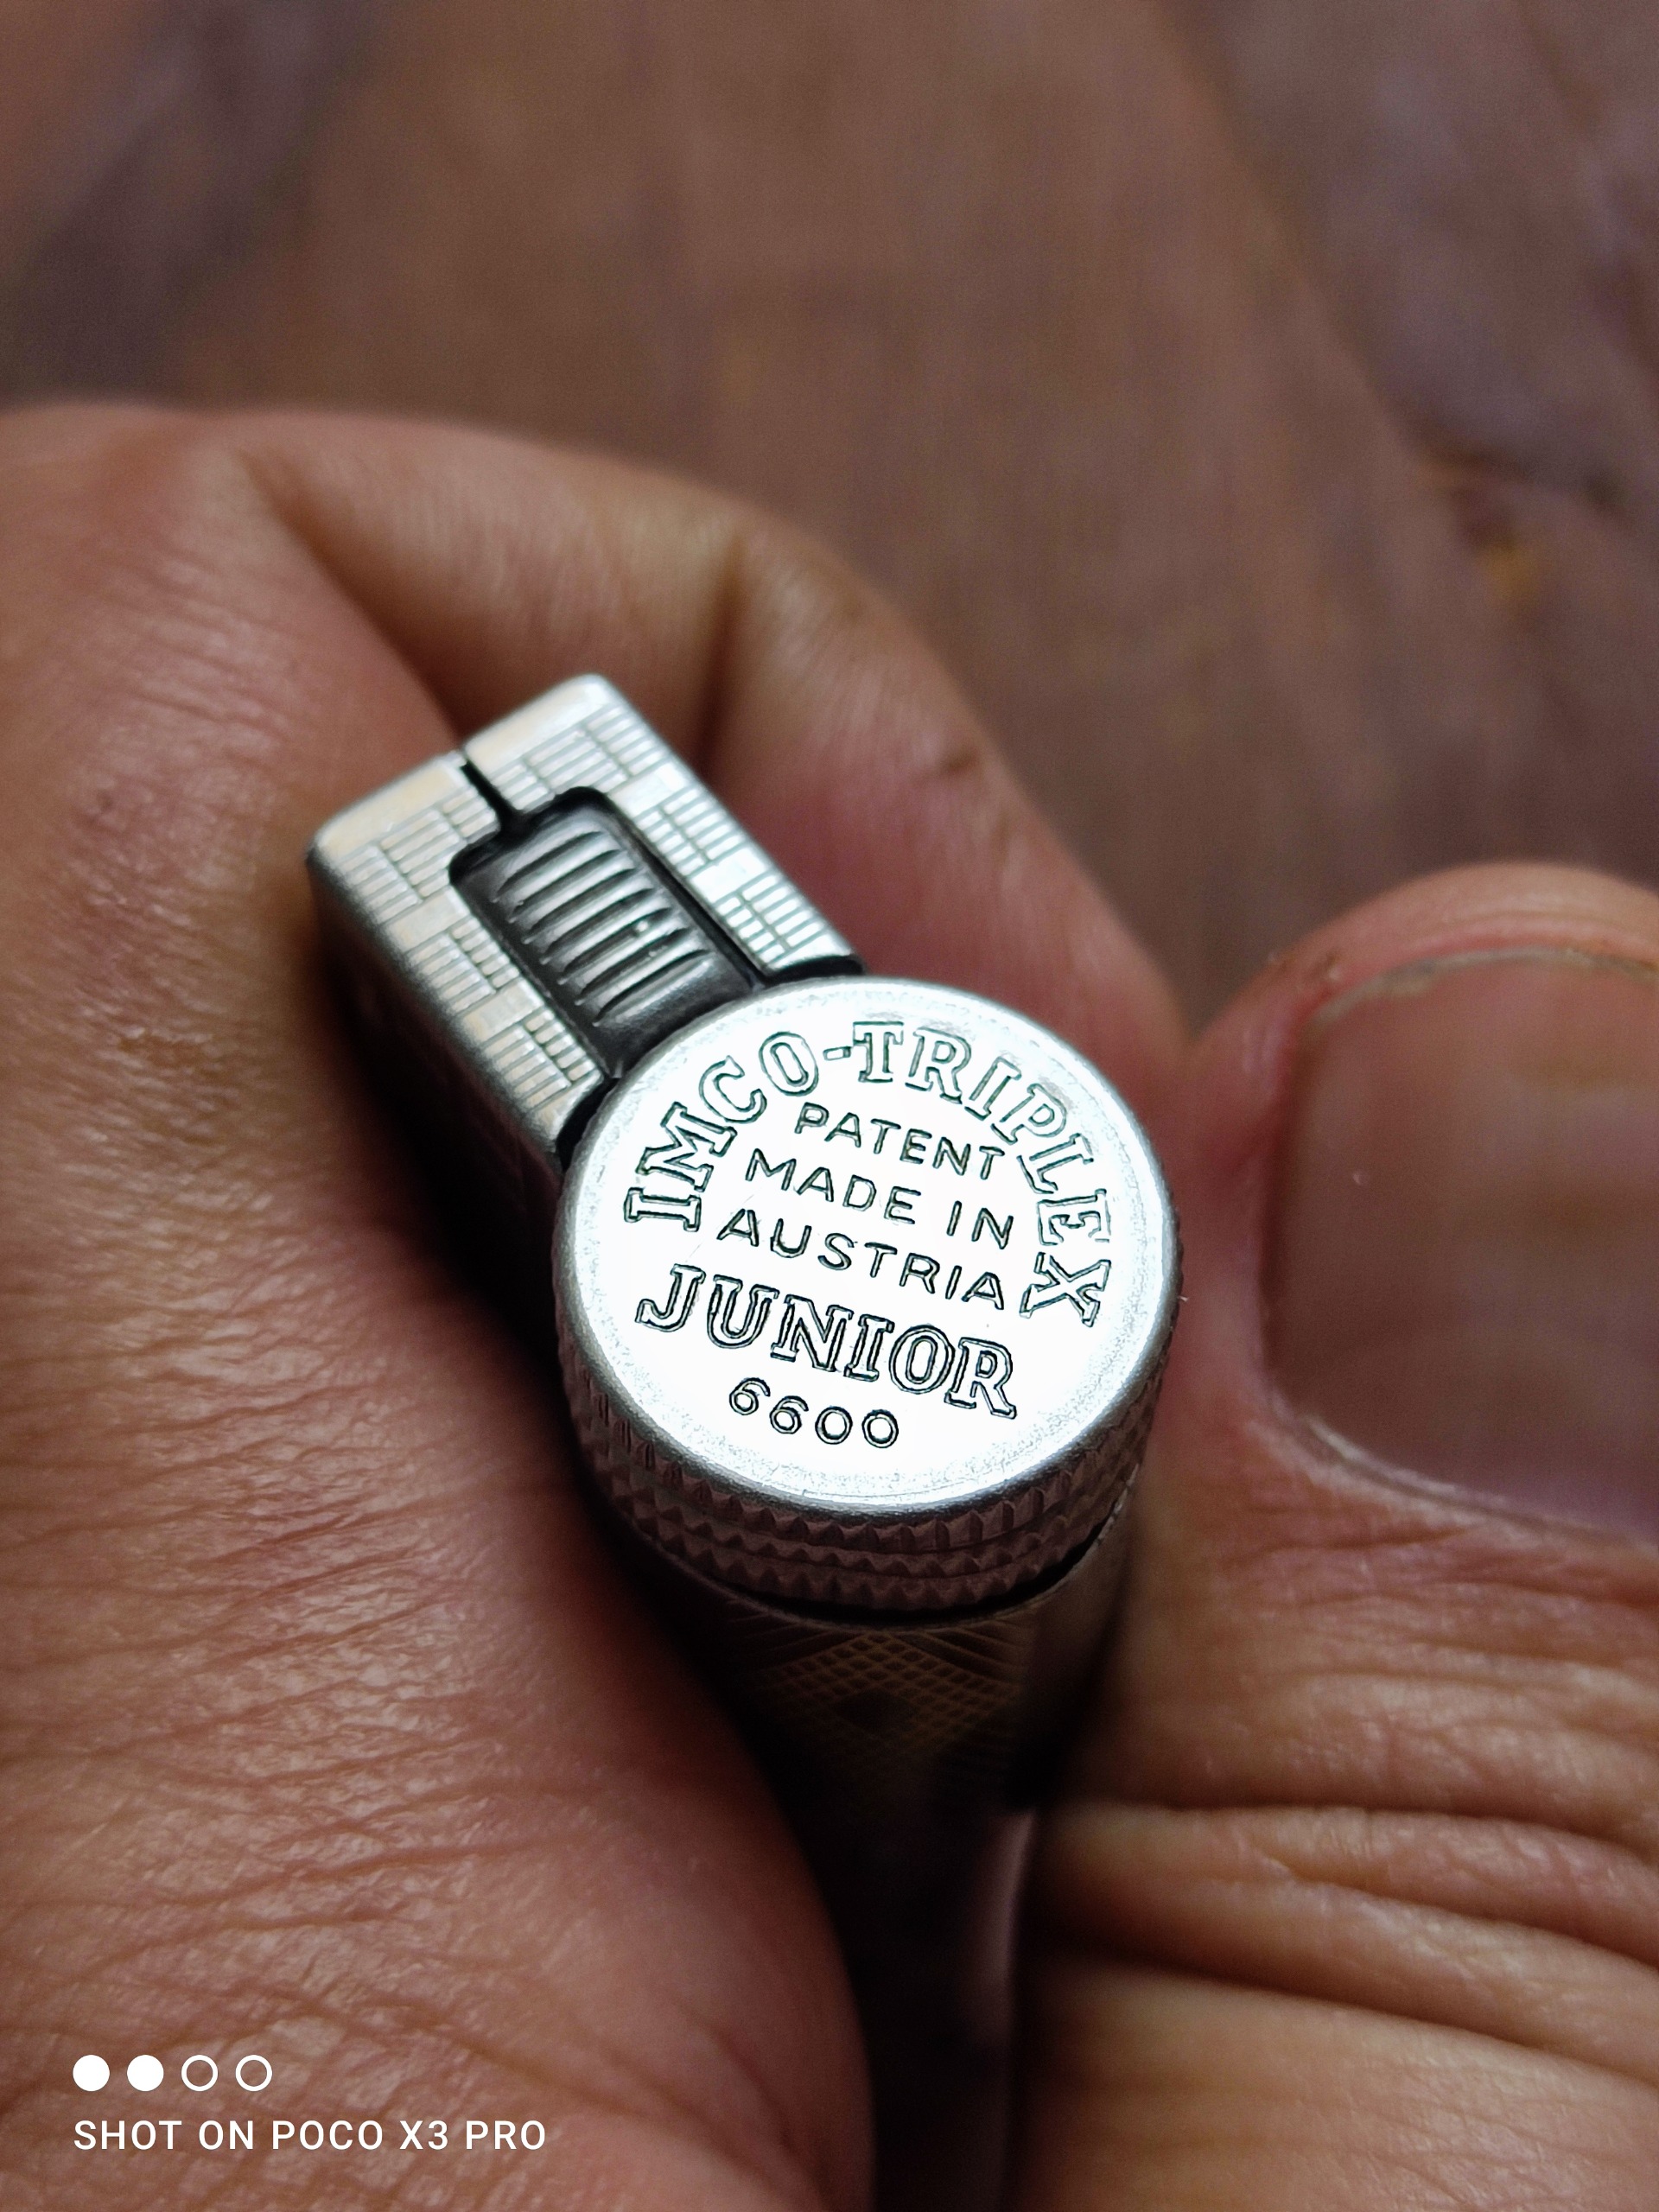 IMCO-TRIPLEX
PATENT
MADE IN
AUSTRIA
JUNIOR
6600
SHOT ON POCO X3 PRO